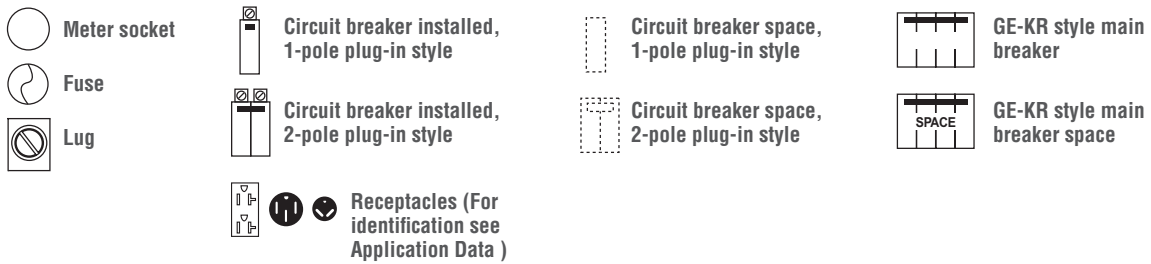 Meter socket
Fuse
Lug
Circuit breaker installed,
1-pole plug-in style
Circuit breaker installed,
2-pole plug-in style
Receptacles (For
identification see
Application Data )
Circuit breaker space,
1-pole plug-in style
Circuit breaker space,
2-pole plug-in style
GE-KR style main
breaker
SPACE
GE-KR style main
breaker space